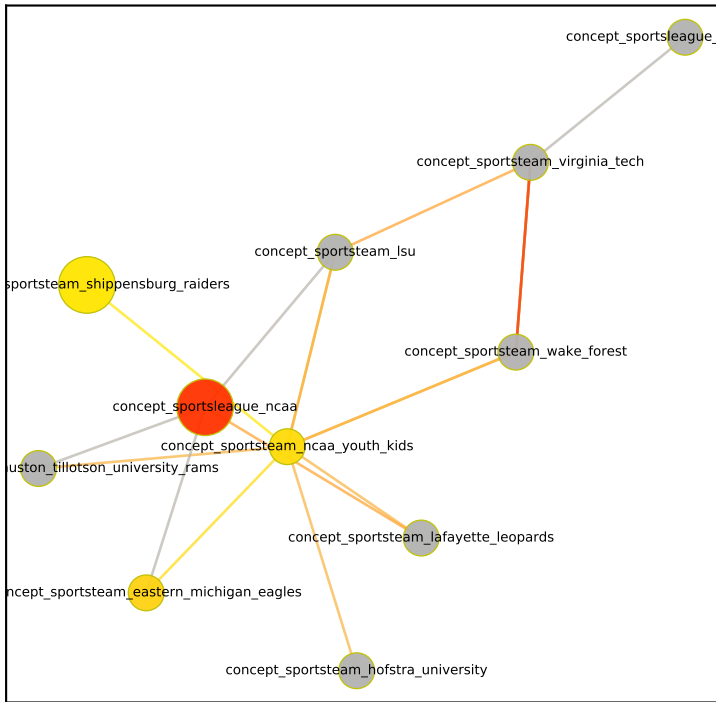 concept_sportsleague_
concept_sportsteam_virginia_tech
concept_sportsteam_lsu
sportsteam_shippensburg_raiders
concept_sportsteam_wake_forest
concept_sportsleague_ncaa
concept_sportsteam_ncaa_youth_kids
uston_tillotson_university_rams
concept_sportsteam_lafayette_leopards
ncept_sportsteam_eastern_michigan_eagles
concept_sportsteam_hofstra_university